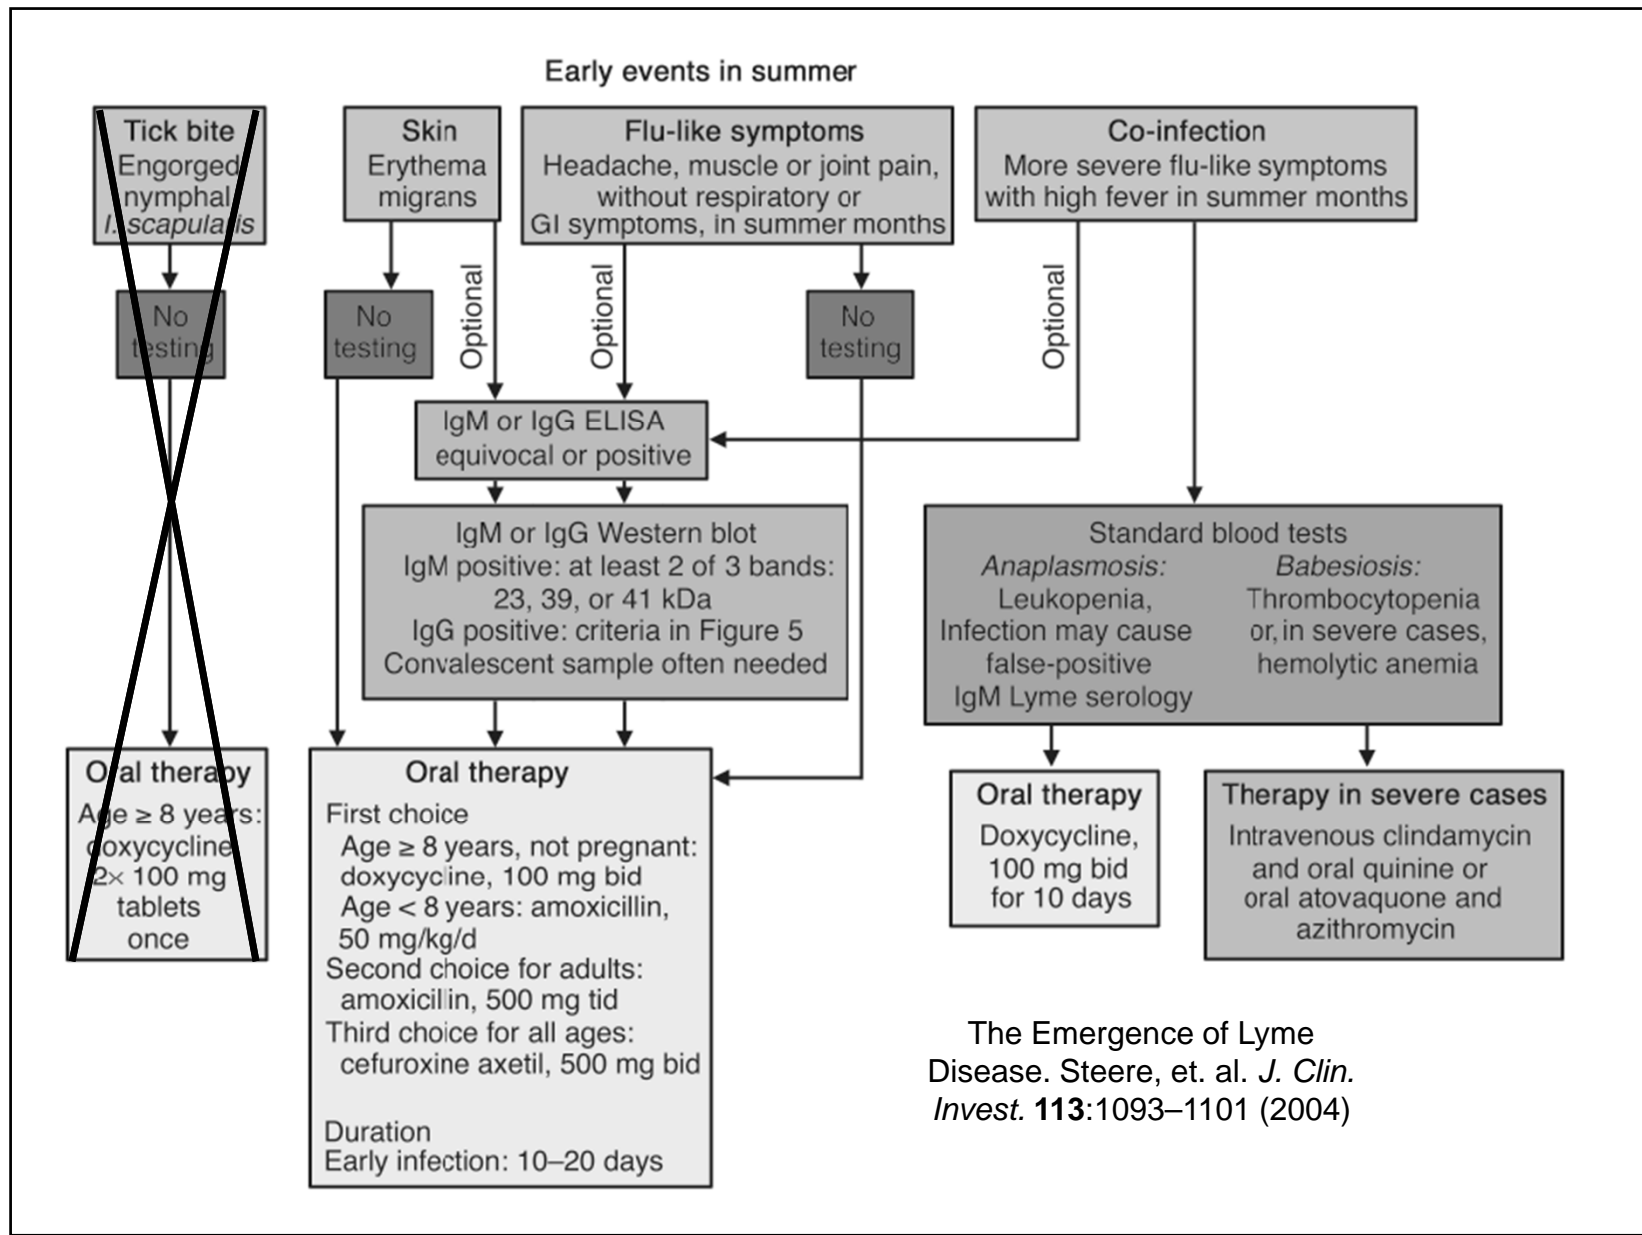 Early events in summer
Tick bite
Engorged
nymphal
I. scapularis
No
testing
Oral therapy
Age ≥ 8 years:
doxycycline
2× 100 mg
tablets
once
Skin
Erythema
migrans
No
testing
Optional
Flu-like symptoms
Headache, muscle or joint pain,
without respiratory or
GI symptoms, in summer months
Optional
No
testing
Co-infection
More severe flu-like symptoms
with high fever in summer months
Optional
IgM or IgG ELISA
equivocal or positive
IgM or IgG Western blot
IgM positive: at least 2 of 3 bands:
23, 39, or 41 kDa
IgG positive: criteria in Figure 5
Convalescent sample often needed
Oral therapy
First choice
Age ≥ 8 years, not pregnant:
doxycycline, 100 mg bid
Age < 8 years: amoxicillin,
50 mg/kg/d
Second choice for adults:
amoxicillin, 500 mg tid
Third choice for all ages:
cefuroxine axetil, 500 mg bid
Duration
Early infection: 10–20 days
Standard blood tests
Anaplasmosis:
Leukopenia,
Infection may cause
false-positive
IgM Lyme serology
Babesiosis:
Thrombocytopenia
or, in severe cases,
hemolytic anemia
Oral therapy
Doxycycline,
100 mg bid
for 10 days
Therapy in severe cases
Intravenous clindamycin
and oral quinine or
oral atovaquone and
azithromycin
The Emergence of Lyme
Disease. Steere, et. al. J. Clin.
Invest. 113:1093–1101 (2004)